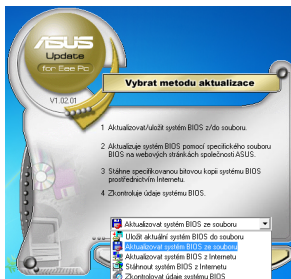 ASUS
Update
for Eee Pc
V1.02.01
Vybrat metodu aktualizace
1 Aktualizovat/uložit systém BIOS z/do souboru.
2 Aktualizuje systém BIOS pomocí specifického souboru
BIOS na webových stránkách společnosti ASUS.
3 Stáhne specifikovanou bitovou kopii systému BIOS
prostřednictvím Internetu.
4 Zkontroluje údaje systému BIOS.
Aktualizovat systém BIOS ze souboru
Uložit aktuální systém BIOS do souboru
Aktualizovat systém BIOS ze souboru
Aktualizovat systém BIOS z Internetu
Stáhnout systém BIOS z Internetu
Zkontrolovat údaje systému BIOS